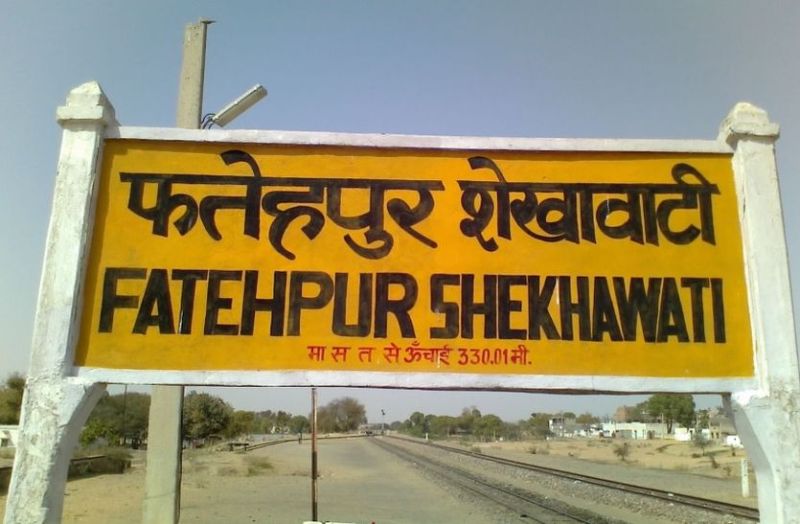 फतेहपुर शेखावाटी
FATEHPUR SHEKHAWATI
मा स त से ऊँचाई 330.01 मी.